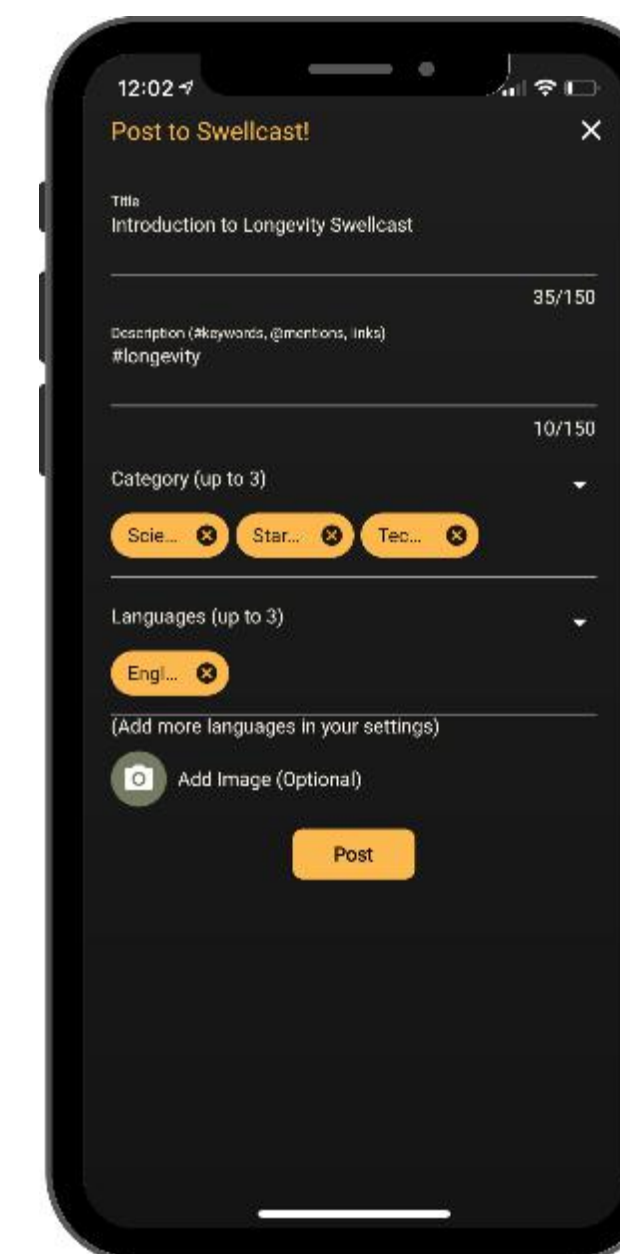 12:02
Post to Swellcast!
Title
Introduction to Longevity Swellcast
35/150
Description (#keywords, @mentions, links)
#longevity
10/150
Category (up to 3)
Scie... Star... Tec...
Languages (up to 3)
Engl...
(Add more languages in your settings)
Add Image (Optional)
Post